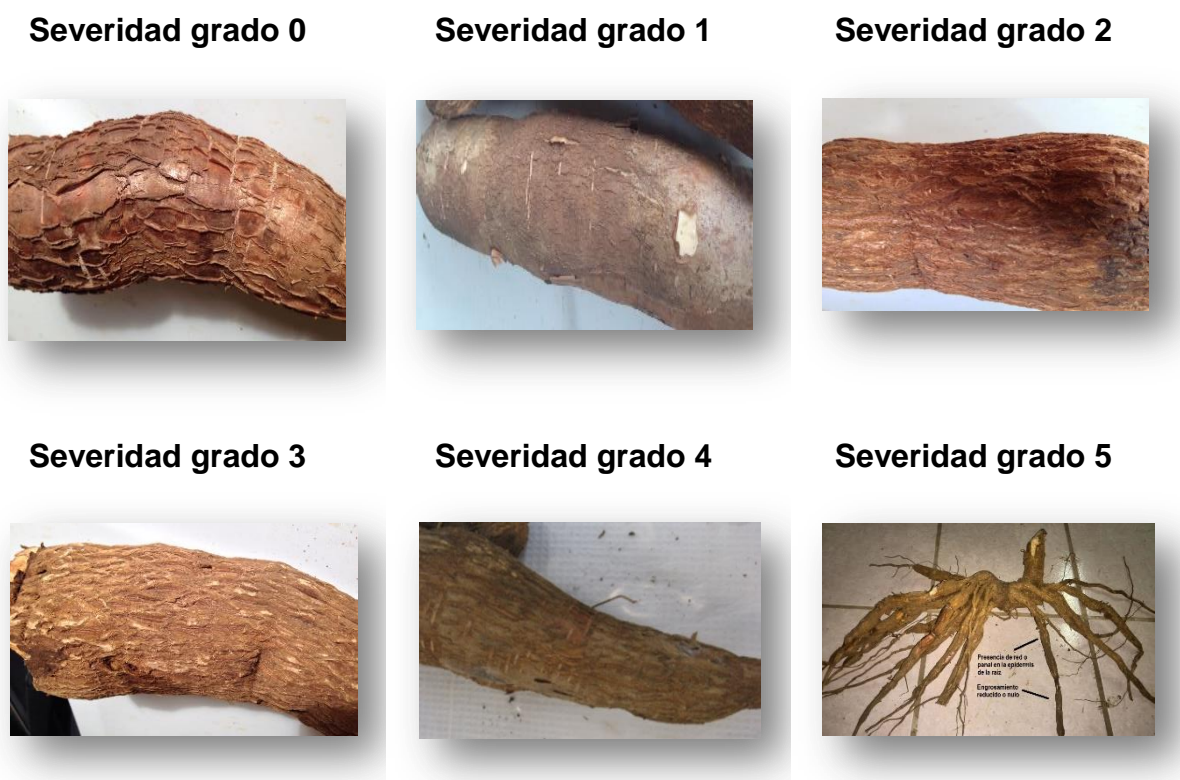 Severidad grado 0
Severidad grado 1
Severidad grado 2
Severidad grado 3
Severidad grado 4
Severidad grado 5
Presencia de red o
panal en la epidermis
de la raíz
Engrosamiento
reducido o nulo